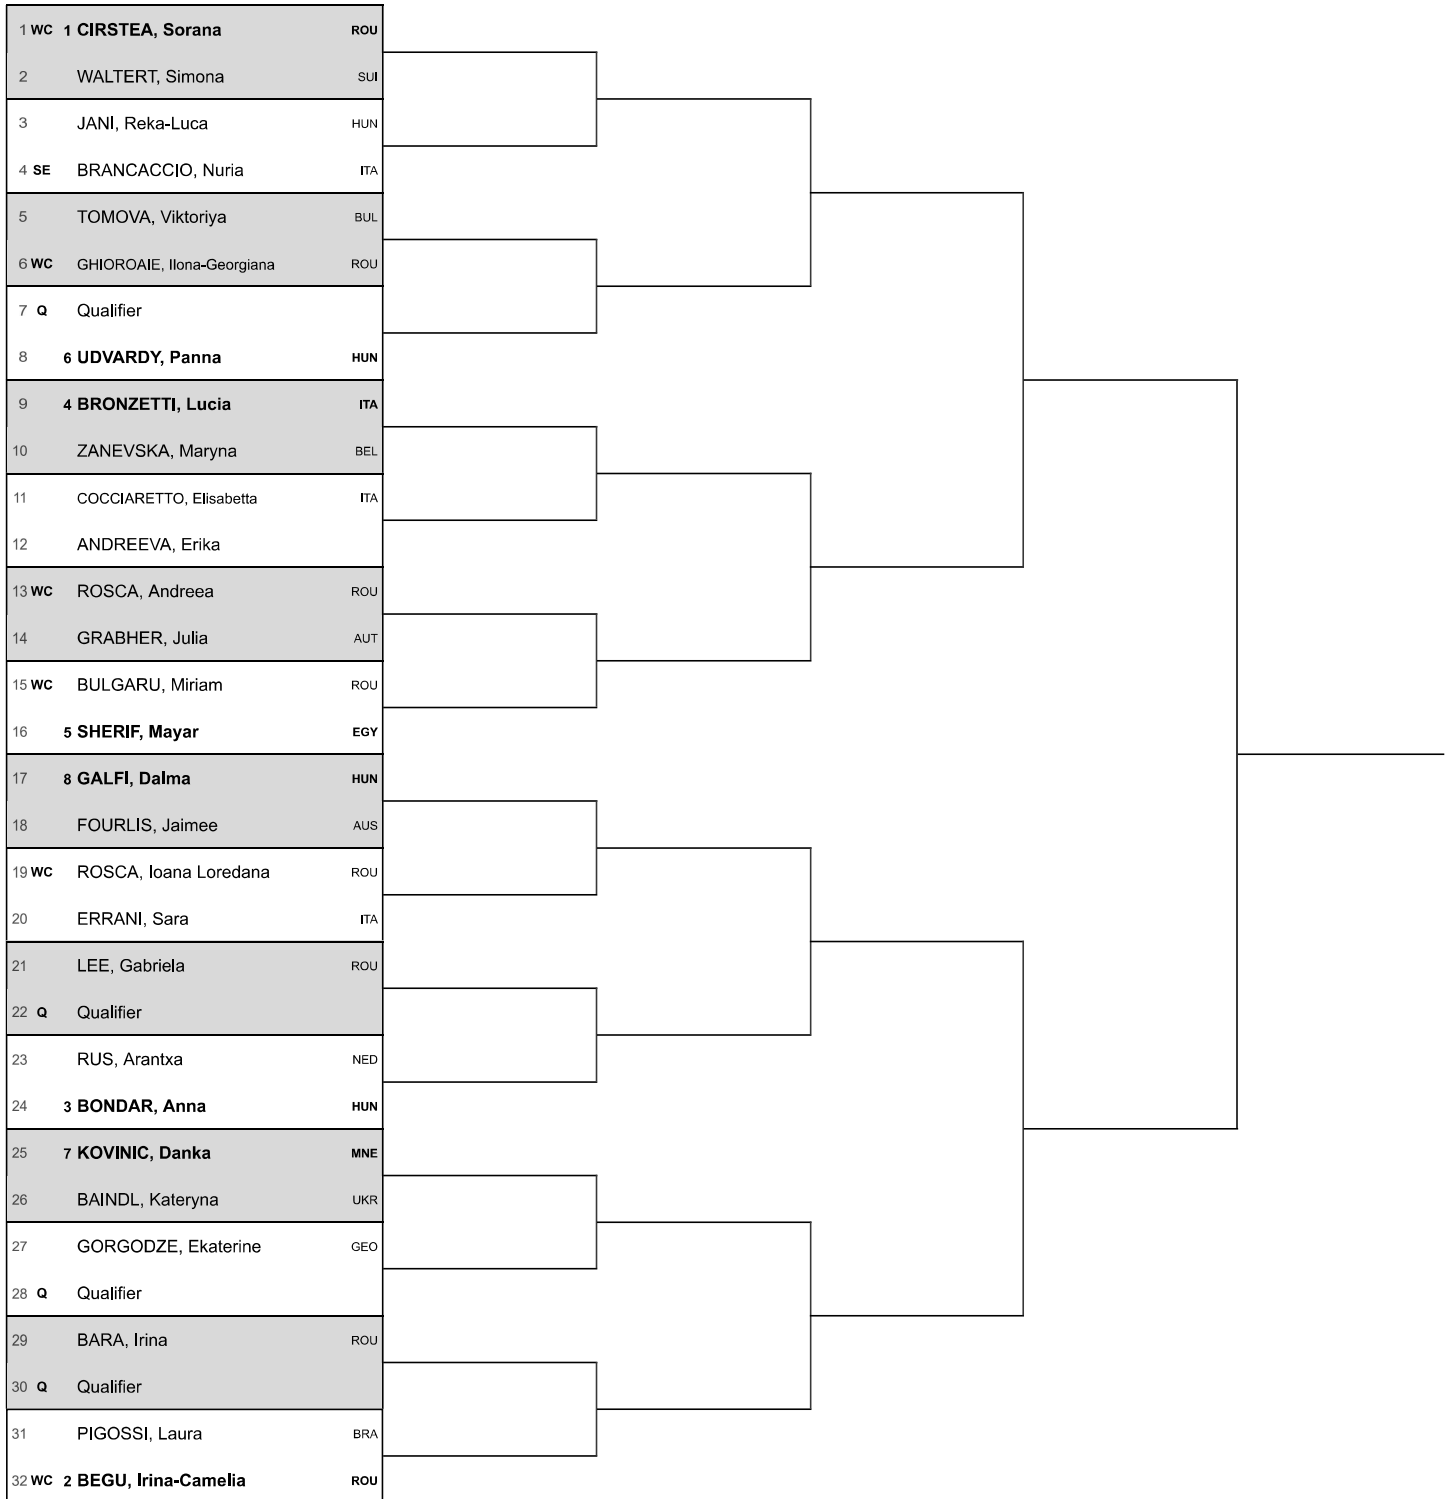 1 WC 1 CIRSTEA, Sorana ROU
2 WALTERT, Simona SUI
3 JANI, Reka-Luca HUN
4 SE BRANCACCIO, Nuria ITA
5 TOMOVA, Viktoriya BUL
6 WC GHIOROAIE, Ilona-Georgiana ROU
7 Q Qualifier
8 6 UDVARDY, Panna HUN
9 4 BRONZETTI, Lucia ITA
10 ZANEVSKA, Maryna BEL
11 COCCIARETTO, Elisabetta ITA
12 ANDREEVA, Erika
13 WC ROSCA, Andreea ROU
14 GRABHER, Julia AUT
15 WC BULGARU, Miriam ROU
16 5 SHERIF, Mayar EGY
17 8 GALFI, Dalma HUN
18 FOURLIS, Jaimee AUS
19 WC ROSCA, Ioana Loredana ROU
20 ERRANI, Sara ITA
21 LEE, Gabriela ROU
22 Q Qualifier
23 RUS, Arantxa NED
24 3 BONDAR, Anna HUN
25 7 KOVINIC, Danka MNE
26 BAINDL, Kateryna UKR
27 GORGODZE, Ekaterine GEO
28 Q Qualifier
29 BARA, Irina ROU
30 Q Qualifier
31 PIGOSSI, Laura BRA
32 WC 2 BEGU, Irina-Camelia ROU